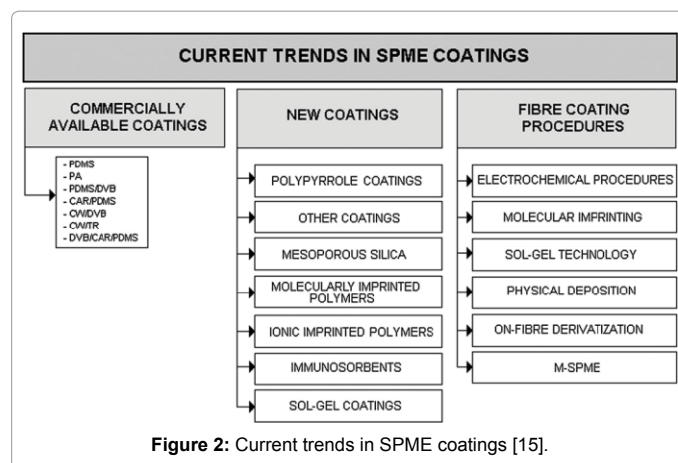 CURRENT TRENDS IN SPME COATINGS
COMMERCIALLY
AVAILABLE COATINGS
- PDMS
- PA
- PDMS/DVB
- CAR/PDMS
- CW/DVB
- CW/TR
- DVB/CAR/PDMS
NEW COATINGS
POLYPYRROLE COATINGS
OTHER COATINGS
MESOPOROUS SILICA
MOLECULARLY IMPRINTED
POLYMERS
IONIC IMPRINTED POLYMERS
IMMUNOSORBENTS
SOL-GEL COATINGS
FIBRE COATING
PROCEDURES
ELECTROCHEMICAL PROCEDURES
MOLECULAR IMPRINTING
SOL-GEL TECHNOLOGY
PHYSICAL DEPOSITION
ON-FIBRE DERIVATIZATION
M-SPME
Figure 2: Current trends in SPME coatings [15].